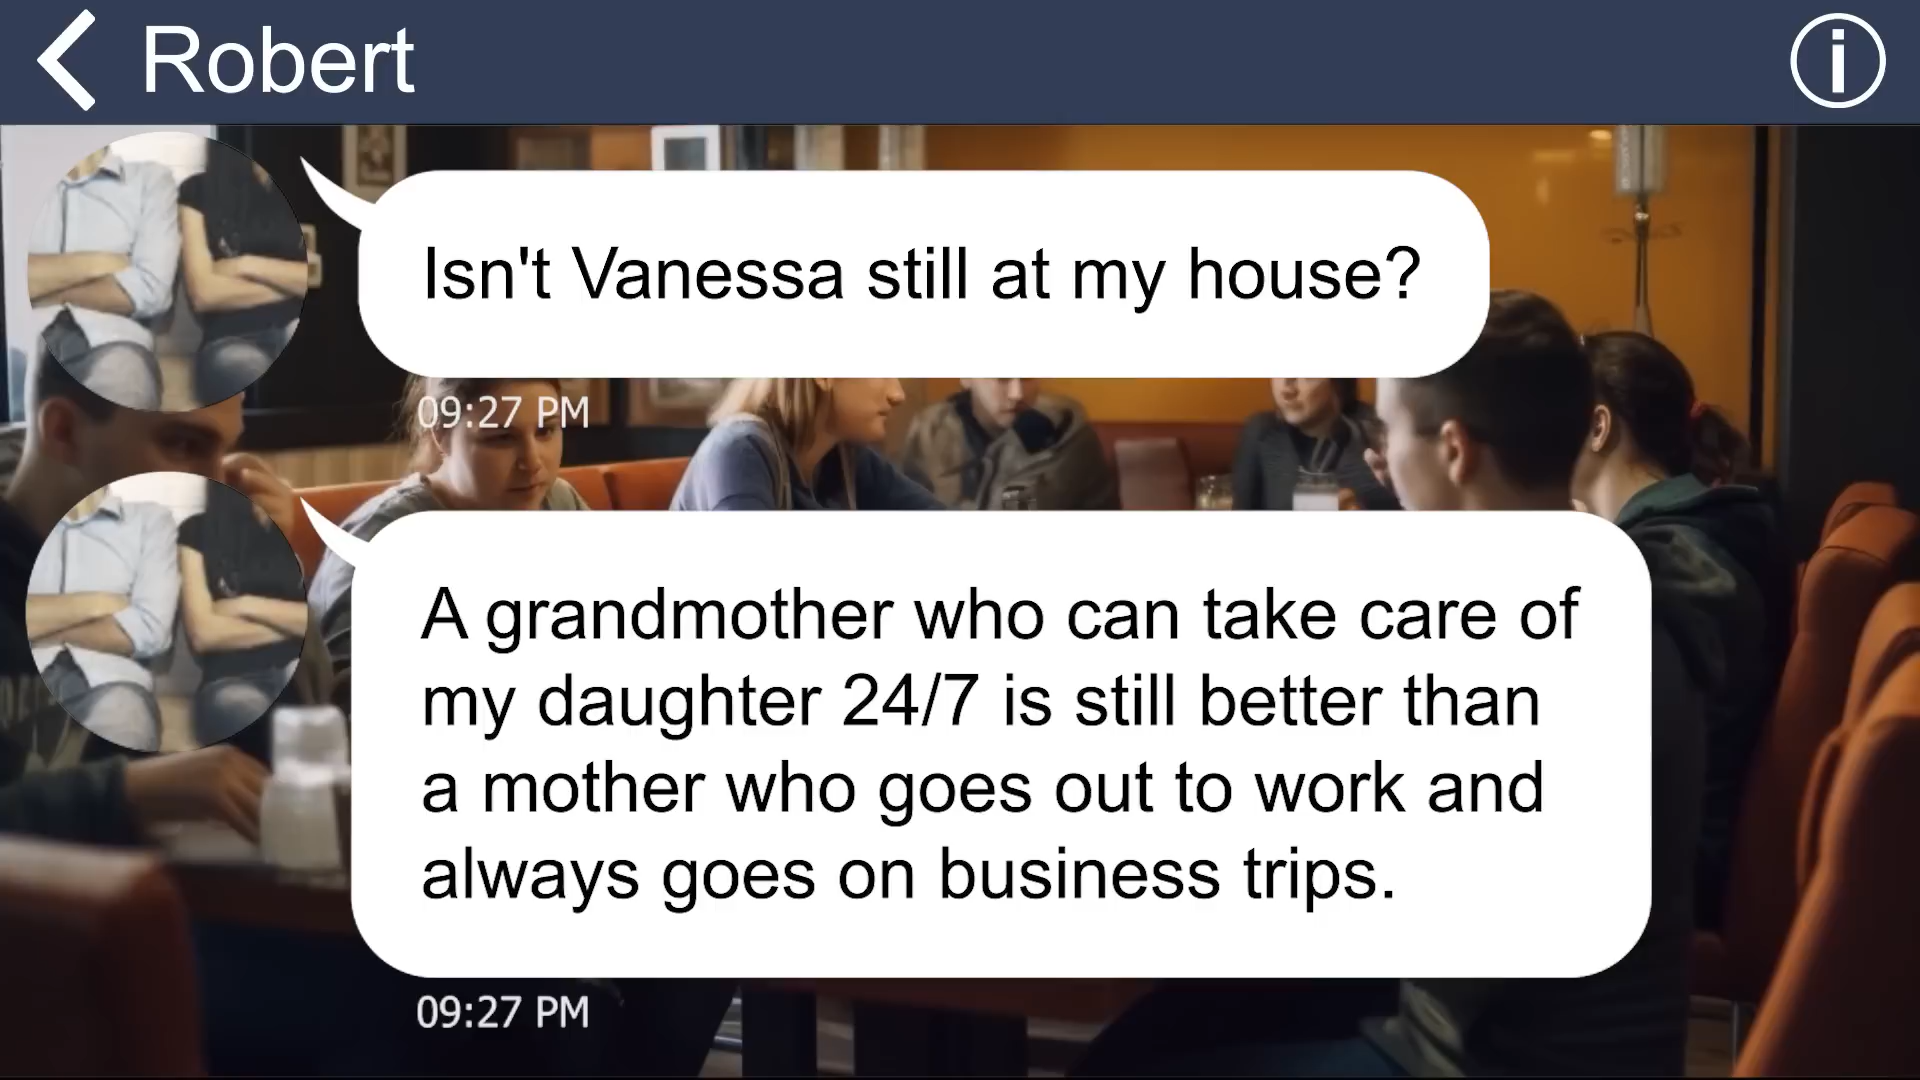 Robert
Isn't Vanessa still at my house?
09:27 PM
A grandmother who can take care of
my daughter 24/7 is still better than
a mother who goes out to work and
always goes on business trips.
09:27 PM